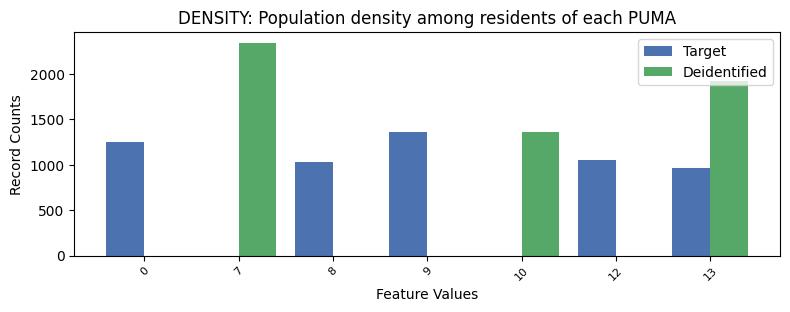 DENSITY: Population density among residents of each PUMA
Target
Deidentified
Record Counts
2000
1500
1000
500
0
0 7 8 9 10 12 13
Feature Values